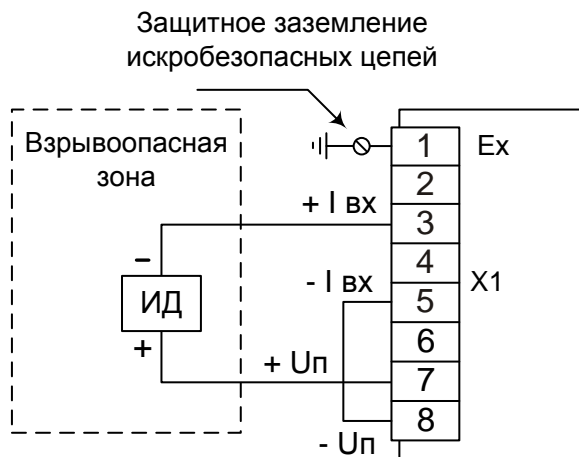 Защитное заземление
искробезопасных цепей
Взрывоопасная
зона
1
Ex
2
+ I вх
3
4
X1
–
- I вх
5
ИД
6
+
+ Uп
7
8
- Uп